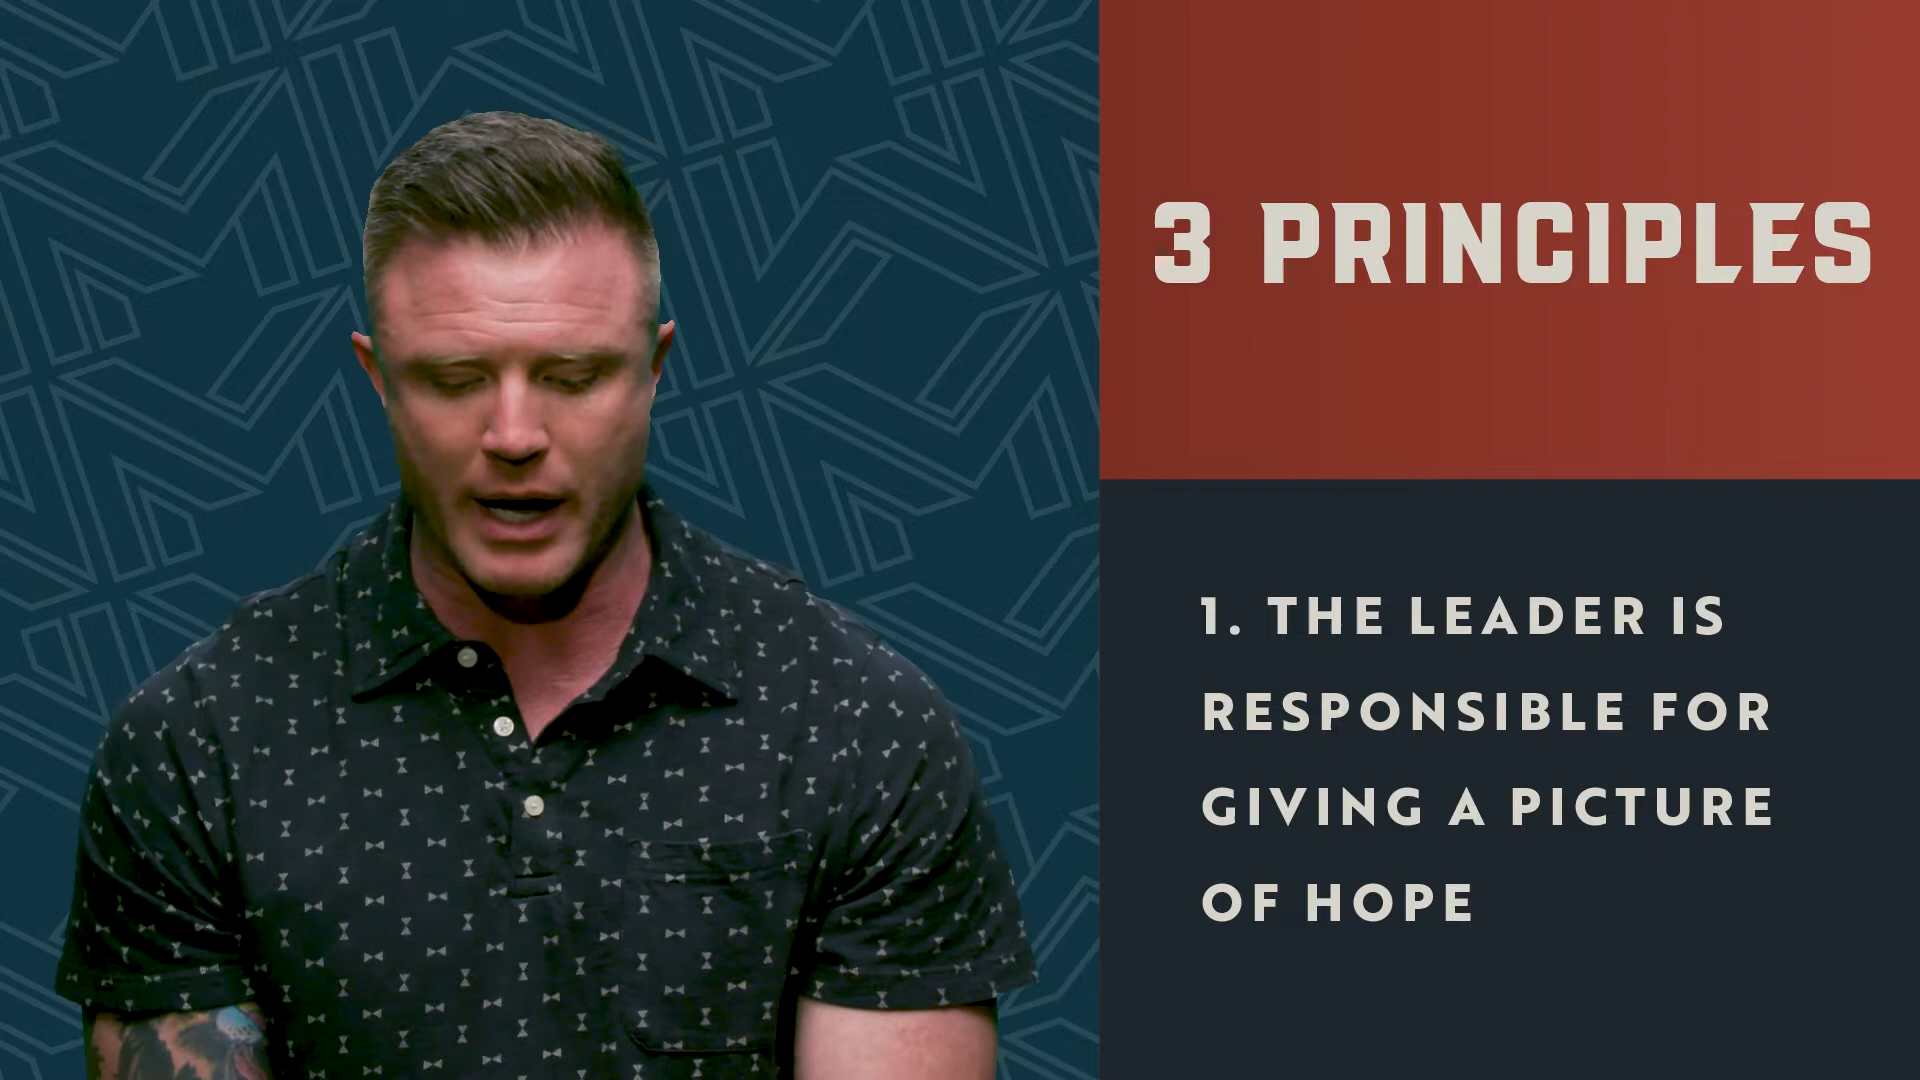 3 PRINCIPLES
1. THE LEADER IS
RESPONSIBLE FOR
GIVING A PICTURE
OF HOPE